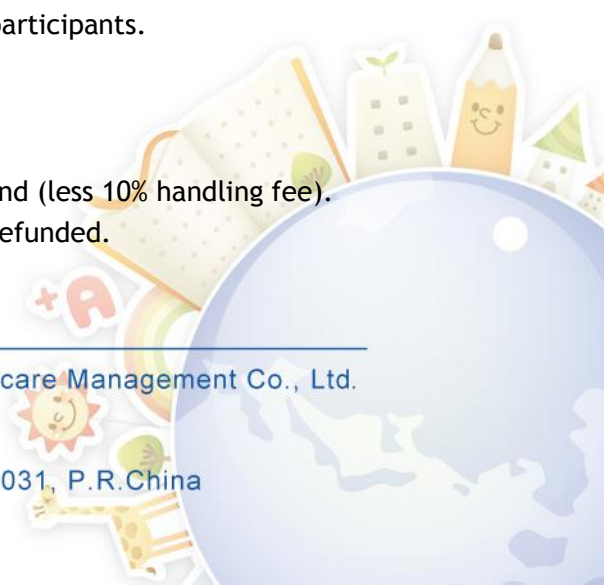 participants.
nd (less 10% handling fee).
efunded.
+A
care Management Co., Ltd.
031, P.R.China